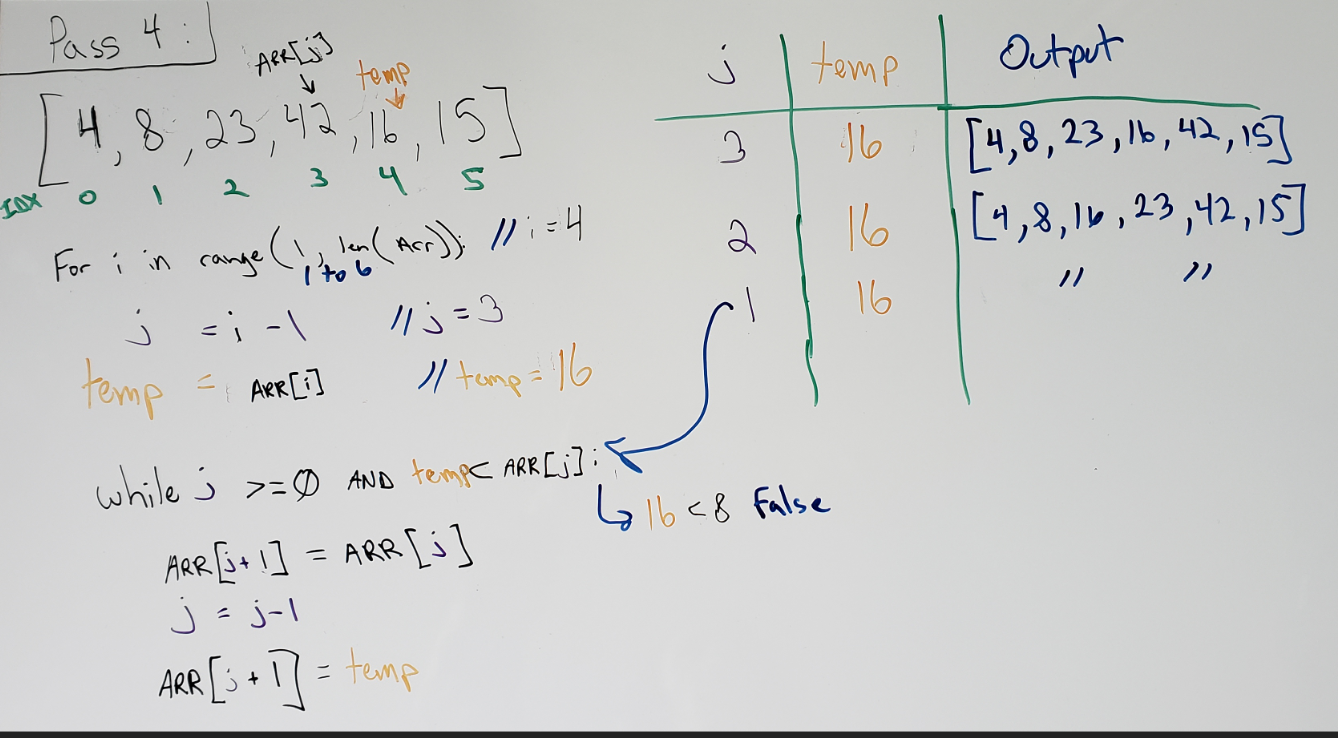 Pass 4:
ARR[j]
temp
[4, 8, 23, 42, 16, 15]
IDX 0 1 2 3 4 5
For i in range(1, len(Arr)): // i = 4
1 to 6
j = i - 1 // j = 3
temp = ARR[i] // temp = 16
while j >= 0 AND temp < ARR[j]:
16 < 8 False
ARR[j+1] = ARR[j]
j = j-1
ARR[j+1] = temp
j temp Output
3 16 [4,8,23,16,42,15]
2 16 [4,8,16,23,42,15]
1 16 " "